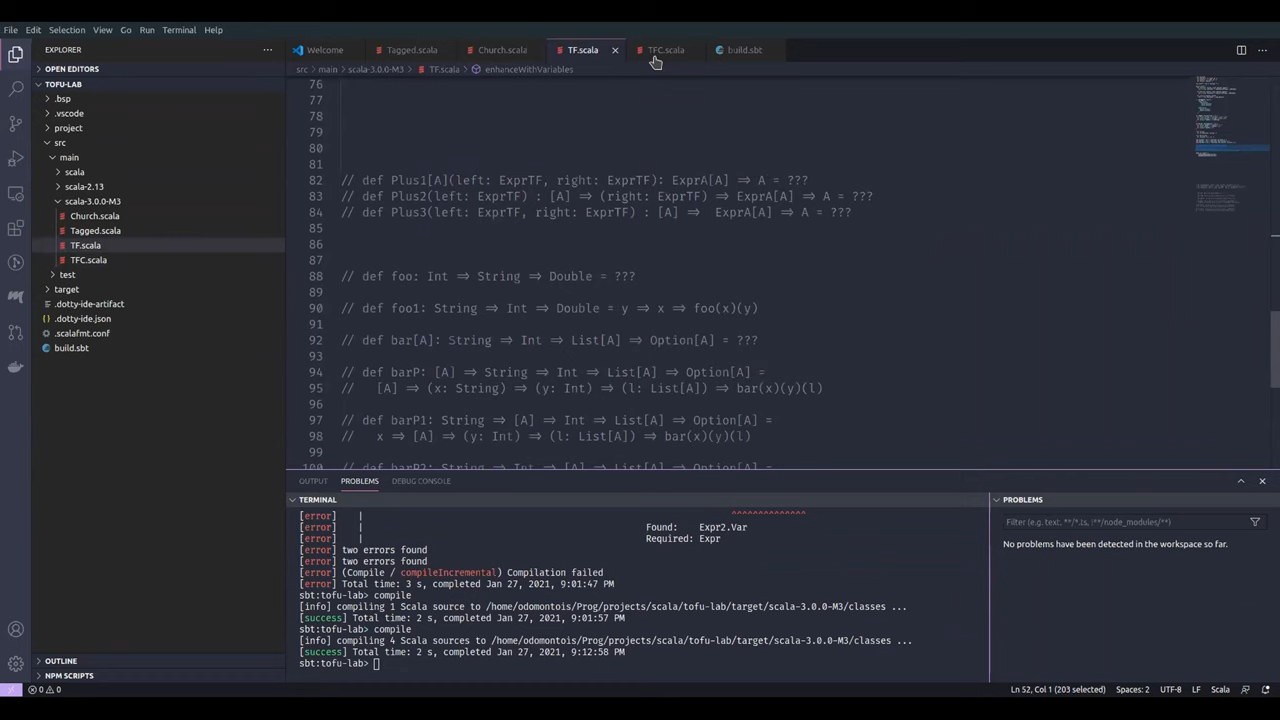 File Edit Selection View Go Run Terminal Help
EXPLORER
Welcome
Tagged.scala
Church.scala
TF.scala
TFC.scala
build.sbt
OPEN EDITORS
src > main > scala-3.0.0-M3 > TF.scala > enhanceWithVariables
TOFU-LAB
.bsp
.vscode
project
src
main
scala
scala-2.13
scala-3.0.0-M3
Church.scala
Tagged.scala
TF.scala
TFC.scala
test
target
.dotty-ide-artifact
.dotty-ide.json
.scalafmt.conf
build.sbt
OUTLINE
NPM SCRIPTS
76
77
78
79
80
81
82 // def Plus1[A](left: ExprTF, right: ExprTF): ExprA[A] ⇒ A = ???
83 // def Plus2(left: ExprTF) : [A] ⇒ (right: ExprTF) ⇒ ExprA[A] ⇒ A = ???
84 // def Plus3(left: ExprTF, right: ExprTF) : [A] ⇒  ExprA[A] ⇒ A = ???
85
86
87
88 // def foo: Int ⇒ String ⇒ Double = ???
89
90 // def foo1: String ⇒ Int ⇒ Double = y ⇒ x ⇒ foo(x)(y)
91
92 // def bar[A]: String ⇒ Int ⇒ List[A] ⇒ Option[A] = ???
93
94 // def barP: [A] ⇒ String ⇒ Int ⇒ List[A] ⇒ Option[A] =
95 //   [A] ⇒ (x: String) ⇒ (y: Int) ⇒ (l: List[A]) ⇒ bar(x)(y)(l)
96
97 // def barP1: String ⇒ [A] ⇒ Int ⇒ List[A] ⇒ Option[A] =
98 //   x ⇒ [A] ⇒ (y: Int) ⇒ (l: List[A]) ⇒ bar(x)(y)(l)
99
100 // def barP2: String ⇒ Int ⇒ [A] ⇒ List[A] ⇒ Option[A] =
OUTPUT PROBLEMS DEBUG CONSOLE
TERMINAL
[error] | ^^^^^^^^^^^^^^
[error] | Found: Expr2.Var
[error] | Required: Expr
[error] two errors found
[error] two errors found
[error] (Compile / compileIncremental) Compilation failed
[error] Total time: 3 s, completed Jan 27, 2021, 9:01:47 PM
sbt:tofu-lab> compile
[info] compiling 1 Scala source to /home/odomontois/Prog/projects/scala/tofu-lab/target/scala-3.0.0-M3/classes ...
[success] Total time: 2 s, completed Jan 27, 2021, 9:01:57 PM
sbt:tofu-lab> compile
[info] compiling 4 Scala sources to /home/odomontois/Prog/projects/scala/tofu-lab/target/scala-3.0.0-M3/classes ...
[success] Total time: 2 s, completed Jan 27, 2021, 9:12:58 PM
sbt:tofu-lab>
PROBLEMS
Filter (e.g. text, **/*.ts, !**/node_modules/**)
No problems have been detected in the workspace so far.
0 0
Ln 52, Col 1 (203 selected) Spaces: 2 UTF-8 LF Scala